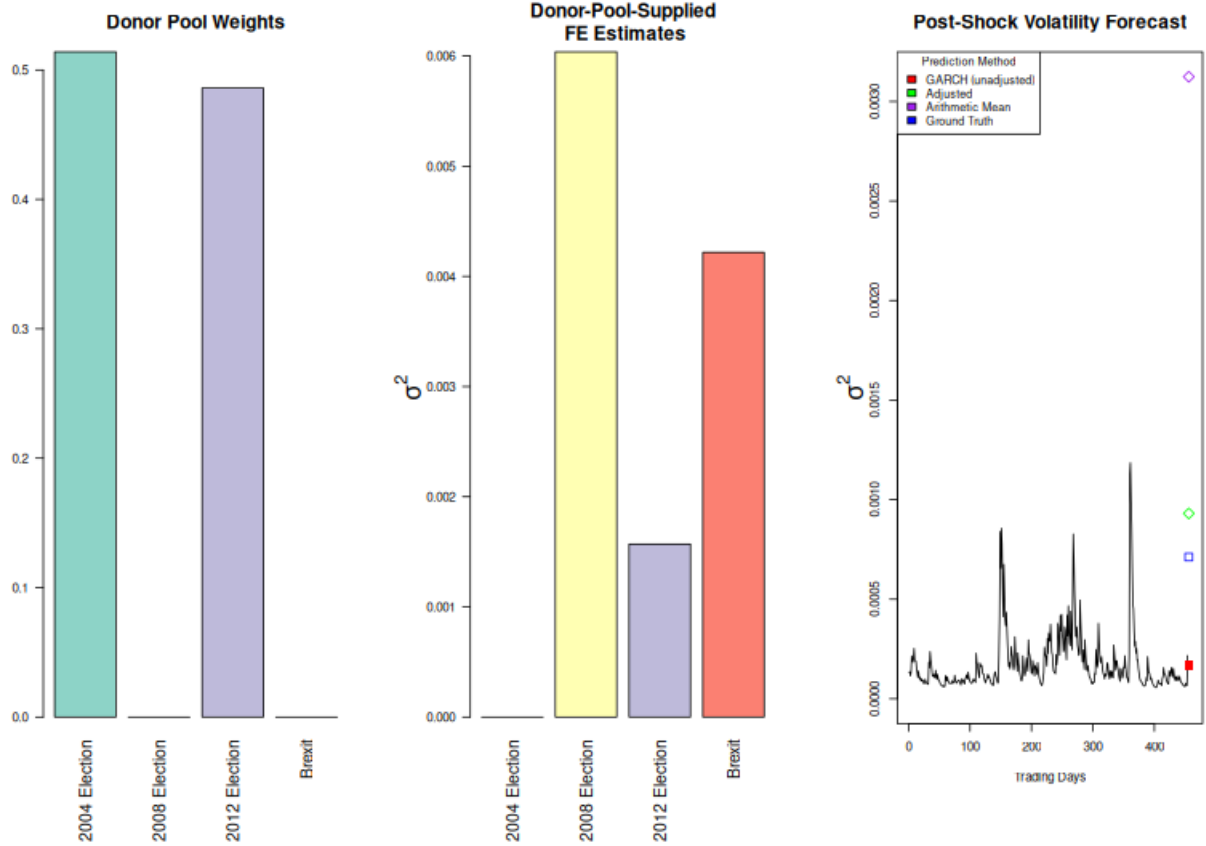 Donor Pool Weights
0.5
0.4
0.3
0.2
0.1
0.0
2004 Election
2008 Election
2012 Election
Brexit
Donor-Pool-Supplied
FE Estimates
σ²
0.006
0.005
0.004
0.003
0.002
0.001
0.000
2004 Election
2008 Election
2012 Election
Brexit
Post-Shock Volatility Forecast
Prediction Method
GARCH (unadjusted)
Adjusted
Arithmetic Mean
Ground Truth
σ²
0.0030
0.0025
0.0020
0.0015
0.0010
0.0005
0.0000
0 100 200 300 400
Trading Days